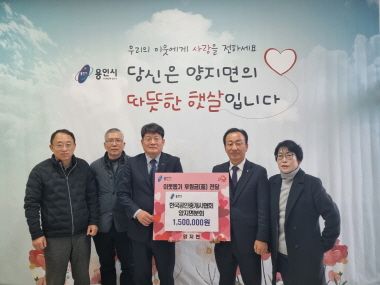 우리의 이웃에게 사랑을 전하세요
용인시
당신은 양지면의
따뜻한 햇살입니다
이웃돕기 후원금(품) 전달
한국공인중개사협회
양지면분회
1,500,000원
양지면